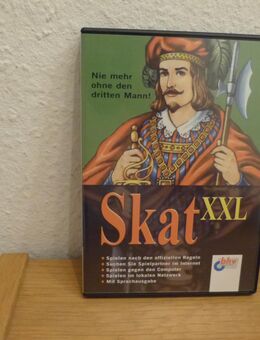 Nie mehr
ohne den
dritten Mann!
Skat XXL
• Spielen nach den offiziellen Regeln
• Suchen Sie Spielpartner im Internet
• Spielen gegen den Computer
• Spielen im lokalen Netzwerk
• Mit Sprachausgabe
bhv